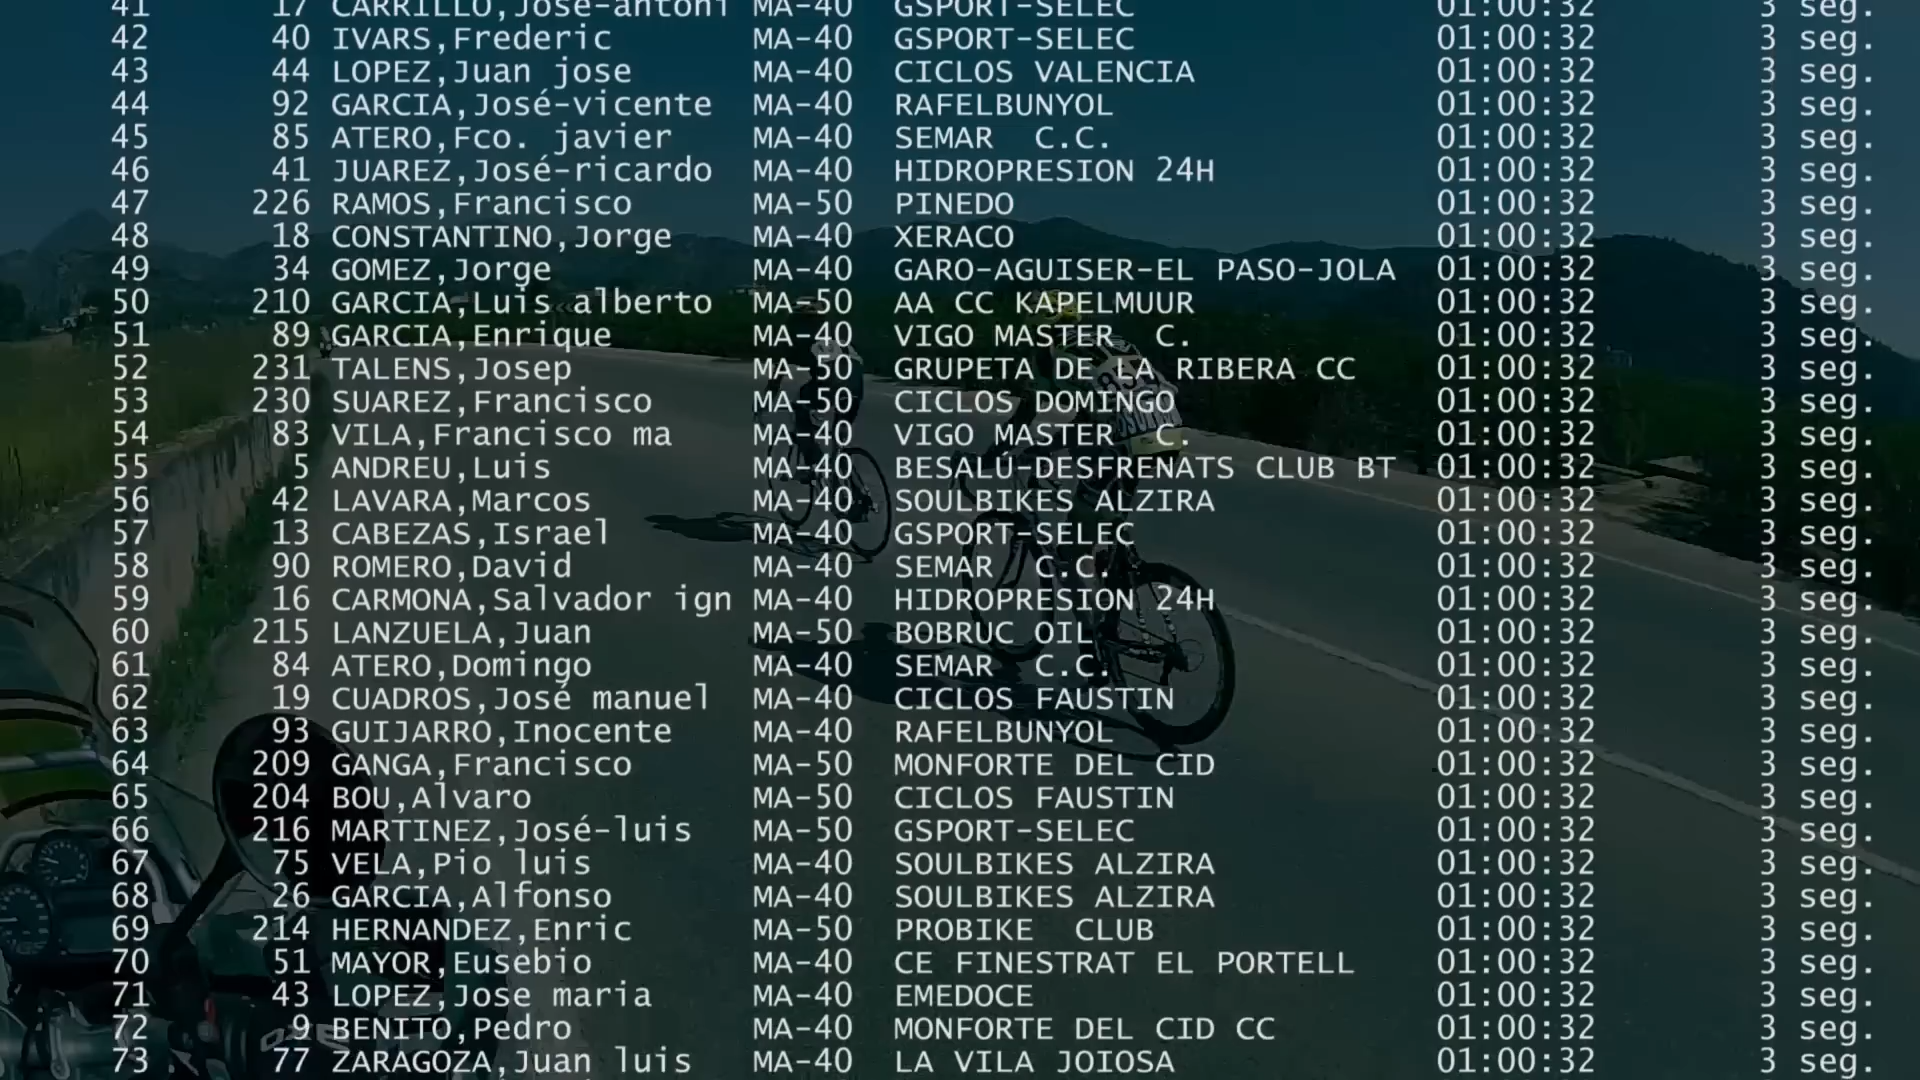 41 17 CARRILLO,José-antoni MA-40 GSPORT-SELEC 01:00:32 3 seg.
42 40 IVARS,Frederic MA-40 GSPORT-SELEC 01:00:32 3 seg.
43 44 LOPEZ,Juan jose MA-40 CICLOS VALENCIA 01:00:32 3 seg.
44 92 GARCIA,José-vicente MA-40 RAFELBUNYOL 01:00:32 3 seg.
45 85 ATERO,Fco. javier MA-40 SEMAR C.C. 01:00:32 3 seg.
46 41 JUAREZ,José-ricardo MA-40 HIDROPRESION 24H 01:00:32 3 seg.
47 226 RAMOS,Francisco MA-50 PINEDO 01:00:32 3 seg.
48 18 CONSTANTINO,Jorge MA-40 XERACO 01:00:32 3 seg.
49 34 GOMEZ,Jorge MA-40 GARO-AGUISER-EL PASO-JOLA 01:00:32 3 seg.
50 210 GARCIA,Luis alberto MA-50 AA CC KAPELMUUR 01:00:32 3 seg.
51 89 GARCIA,Enrique MA-40 VIGO MASTER C. 01:00:32 3 seg.
52 231 TALENS,Josep MA-50 GRUPETA DE LA RIBERA CC 01:00:32 3 seg.
53 230 SUAREZ,Francisco MA-50 CICLOS DOMINGO 01:00:32 3 seg.
54 83 VILA,Francisco ma MA-40 VIGO MASTER C. 01:00:32 3 seg.
55 5 ANDREU,Luis MA-40 BESALÚ-DESFRENATS CLUB BT 01:00:32 3 seg.
56 42 LAVARA,Marcos MA-40 SOULBIKES ALZIRA 01:00:32 3 seg.
57 13 CABEZAS,Israel MA-40 GSPORT-SELEC 01:00:32 3 seg.
58 90 ROMERO,David MA-40 SEMAR C.C. 01:00:32 3 seg.
59 16 CARMONA,Salvador ign MA-40 HIDROPRESION 24H 01:00:32 3 seg.
60 215 LANZUELA,Juan MA-50 BOBRUC OIL 01:00:32 3 seg.
61 84 ATERO,Domingo MA-40 SEMAR C.C. 01:00:32 3 seg.
62 19 CUADROS,José manuel MA-40 CICLOS FAUSTIN 01:00:32 3 seg.
63 93 GUIJARRO,Inocente MA-40 RAFELBUNYOL 01:00:32 3 seg.
64 209 GANGA,Francisco MA-50 MONFORTE DEL CID 01:00:32 3 seg.
65 204 BOU,Alvaro MA-50 CICLOS FAUSTIN 01:00:32 3 seg.
66 216 MARTINEZ,José-luis MA-50 GSPORT-SELEC 01:00:32 3 seg.
67 75 VELA,Pio luis MA-40 SOULBIKES ALZIRA 01:00:32 3 seg.
68 26 GARCIA,Alfonso MA-40 SOULBIKES ALZIRA 01:00:32 3 seg.
69 214 HERNANDEZ,Enric MA-50 PROBIKE CLUB 01:00:32 3 seg.
70 51 MAYOR,Eusebio MA-40 CE FINESTRAT EL PORTELL 01:00:32 3 seg.
71 43 LOPEZ,Jose maria MA-40 EMEDOCE 01:00:32 3 seg.
72 9 BENITO,Pedro MA-40 MONFORTE DEL CID CC 01:00:32 3 seg.
73 77 ZARAGOZA,Juan luis MA-40 LA VILA JOIOSA 01:00:32 3 seg.